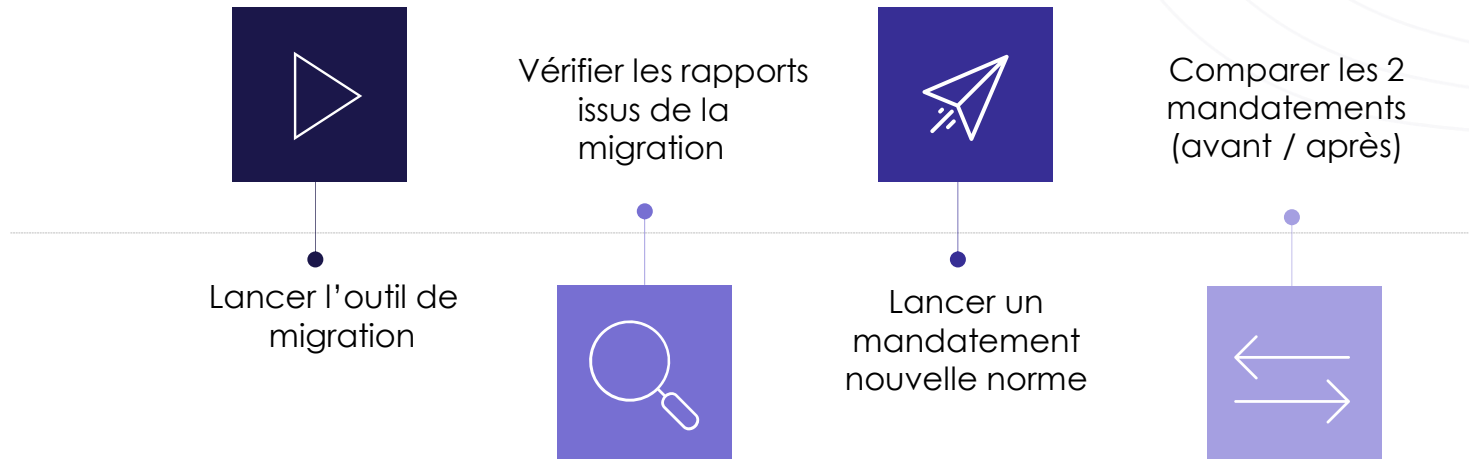 Lancer l’outil de
migration
Vérifier les rapports
issus de la
migration
Lancer un
mandatement
nouvelle norme
Comparer les 2
mandatements
(avant / après)